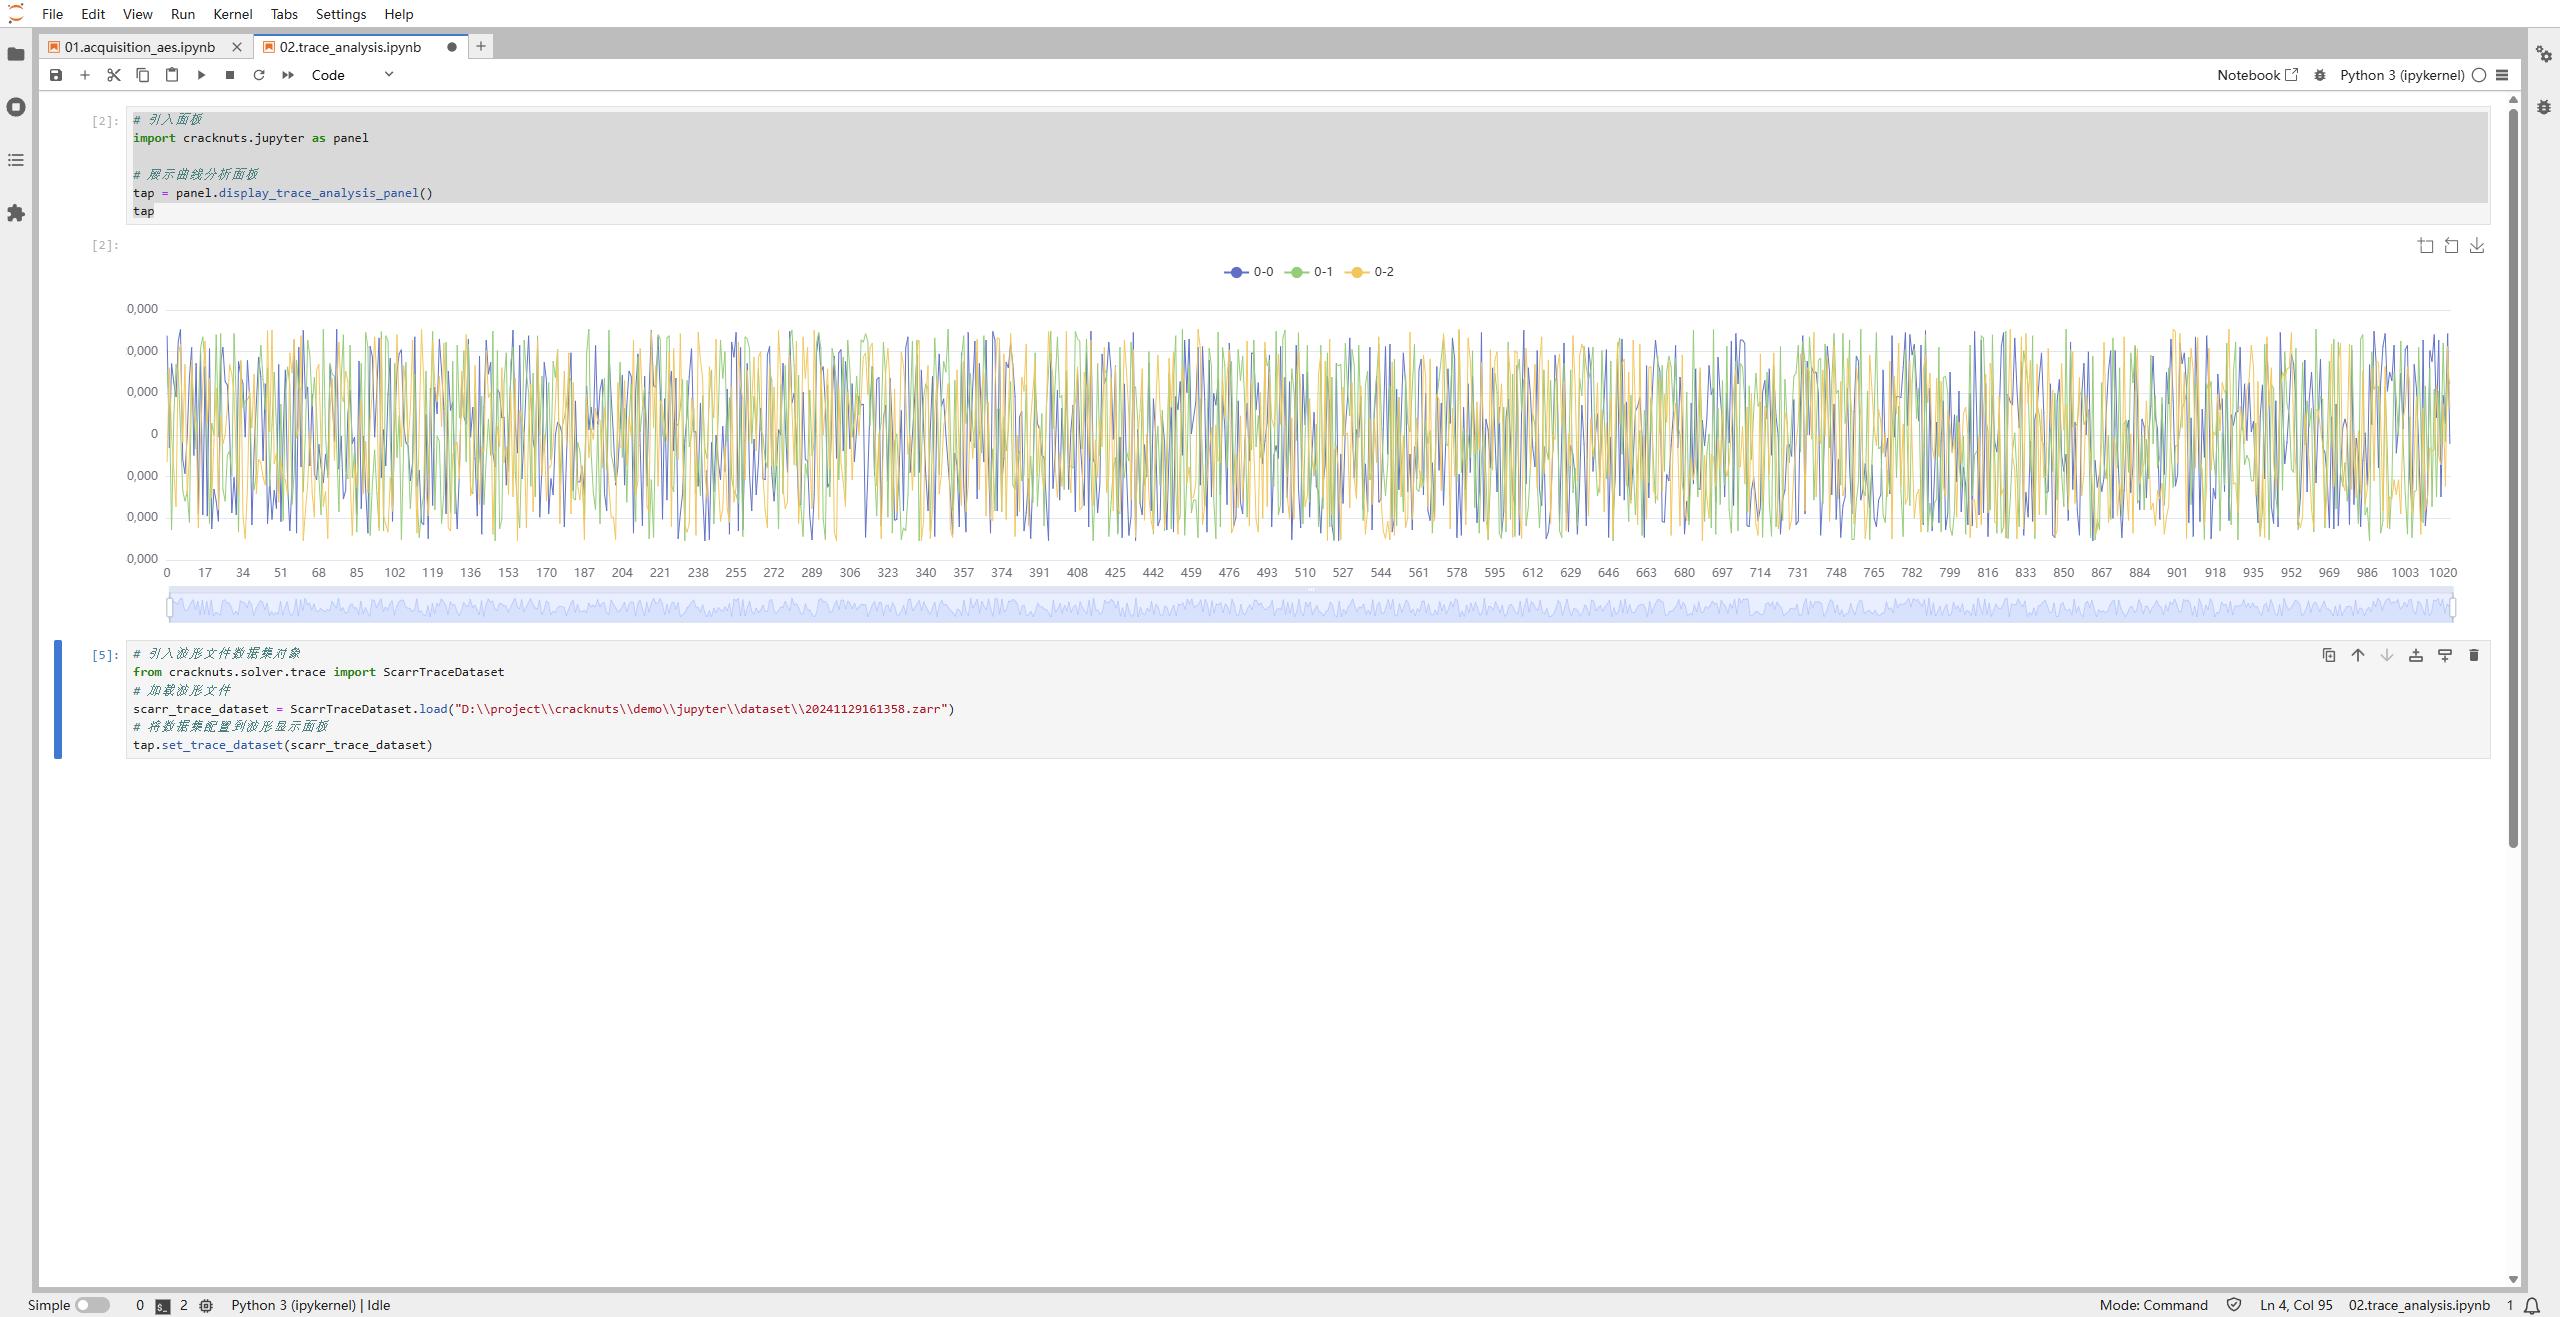 File Edit View Run Kernel Tabs Settings Help
01.acquisition_aes.ipynb 02.trace_analysis.ipynb
Code Notebook Python 3 (ipykernel)
[2]: # 引入面板
import cracknuts.jupyter as panel
# 展示曲线分析面板
tap = panel.display_trace_analysis_panel()
tap
[2]:
0-0 0-1 0-2
0,000
0,000
0,000
0
0,000
0,000
0,000
0 17 34 51 68 85 102 119 136 153 170 187 204 221 238 255 272 289 306 323 340 357 374 391 408 425 442 459 476 493 510 527 544 561 578 595 612 629 646 663 680 697 714 731 748 765 782 799 816 833 850 867 884 901 918 935 952 969 986 1003 1020
[5]: # 引入波形文件数据集对象
from cracknuts.solver.trace import ScarrTraceDataset
# 加载波形文件
scarr_trace_dataset = ScarrTraceDataset.load("D:\\project\\cracknuts\\demo\\jupyter\\dataset\\20241129161358.zarr")
# 将数据集配置到波形显示面板
tap.set_trace_dataset(scarr_trace_dataset)
Simple 0 2 Python 3 (ipykernel) | Idle Mode: Command Ln 4, Col 95 02.trace_analysis.ipynb 1